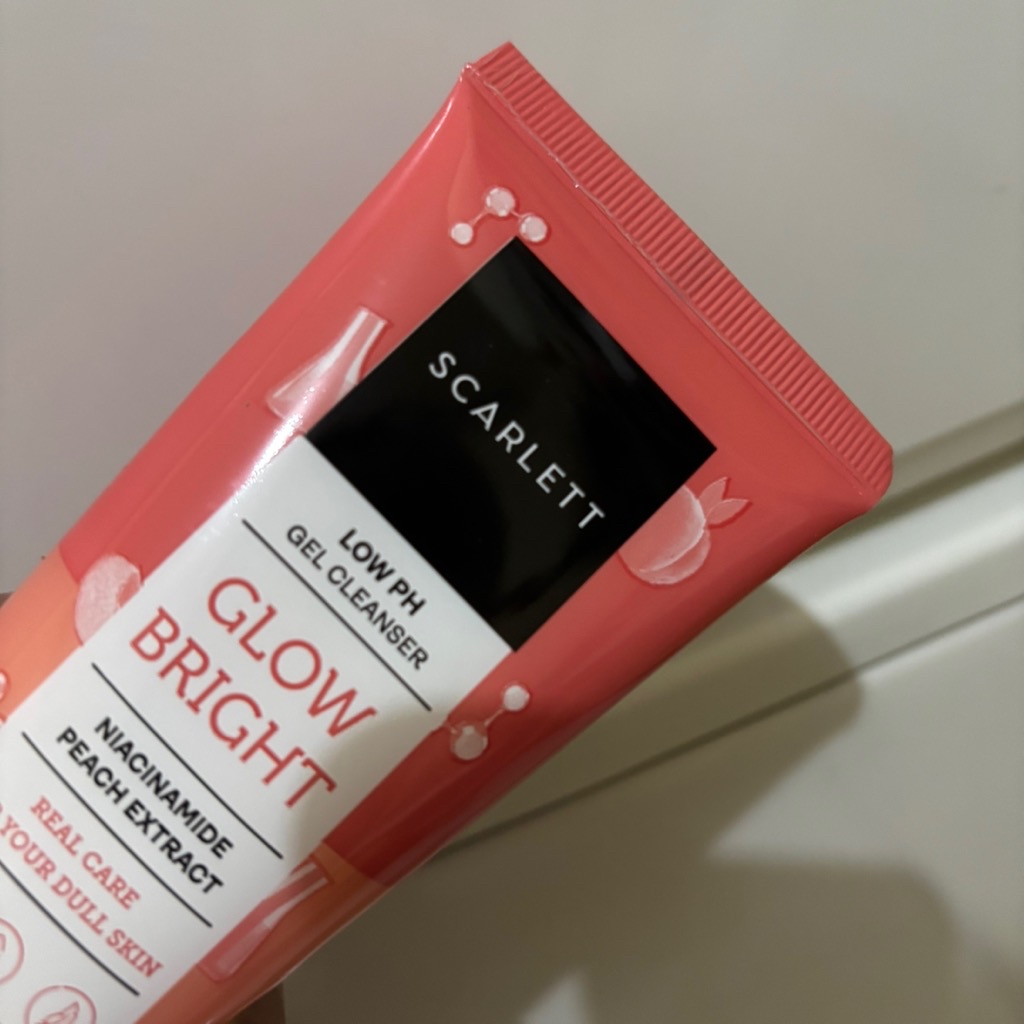 SCARLETT
LOW PH
GEL CLEANSER
GLOW
BRIGHT
NIACINAMIDE
PEACH EXTRACT
REAL CARE
YOUR DULL SKIN